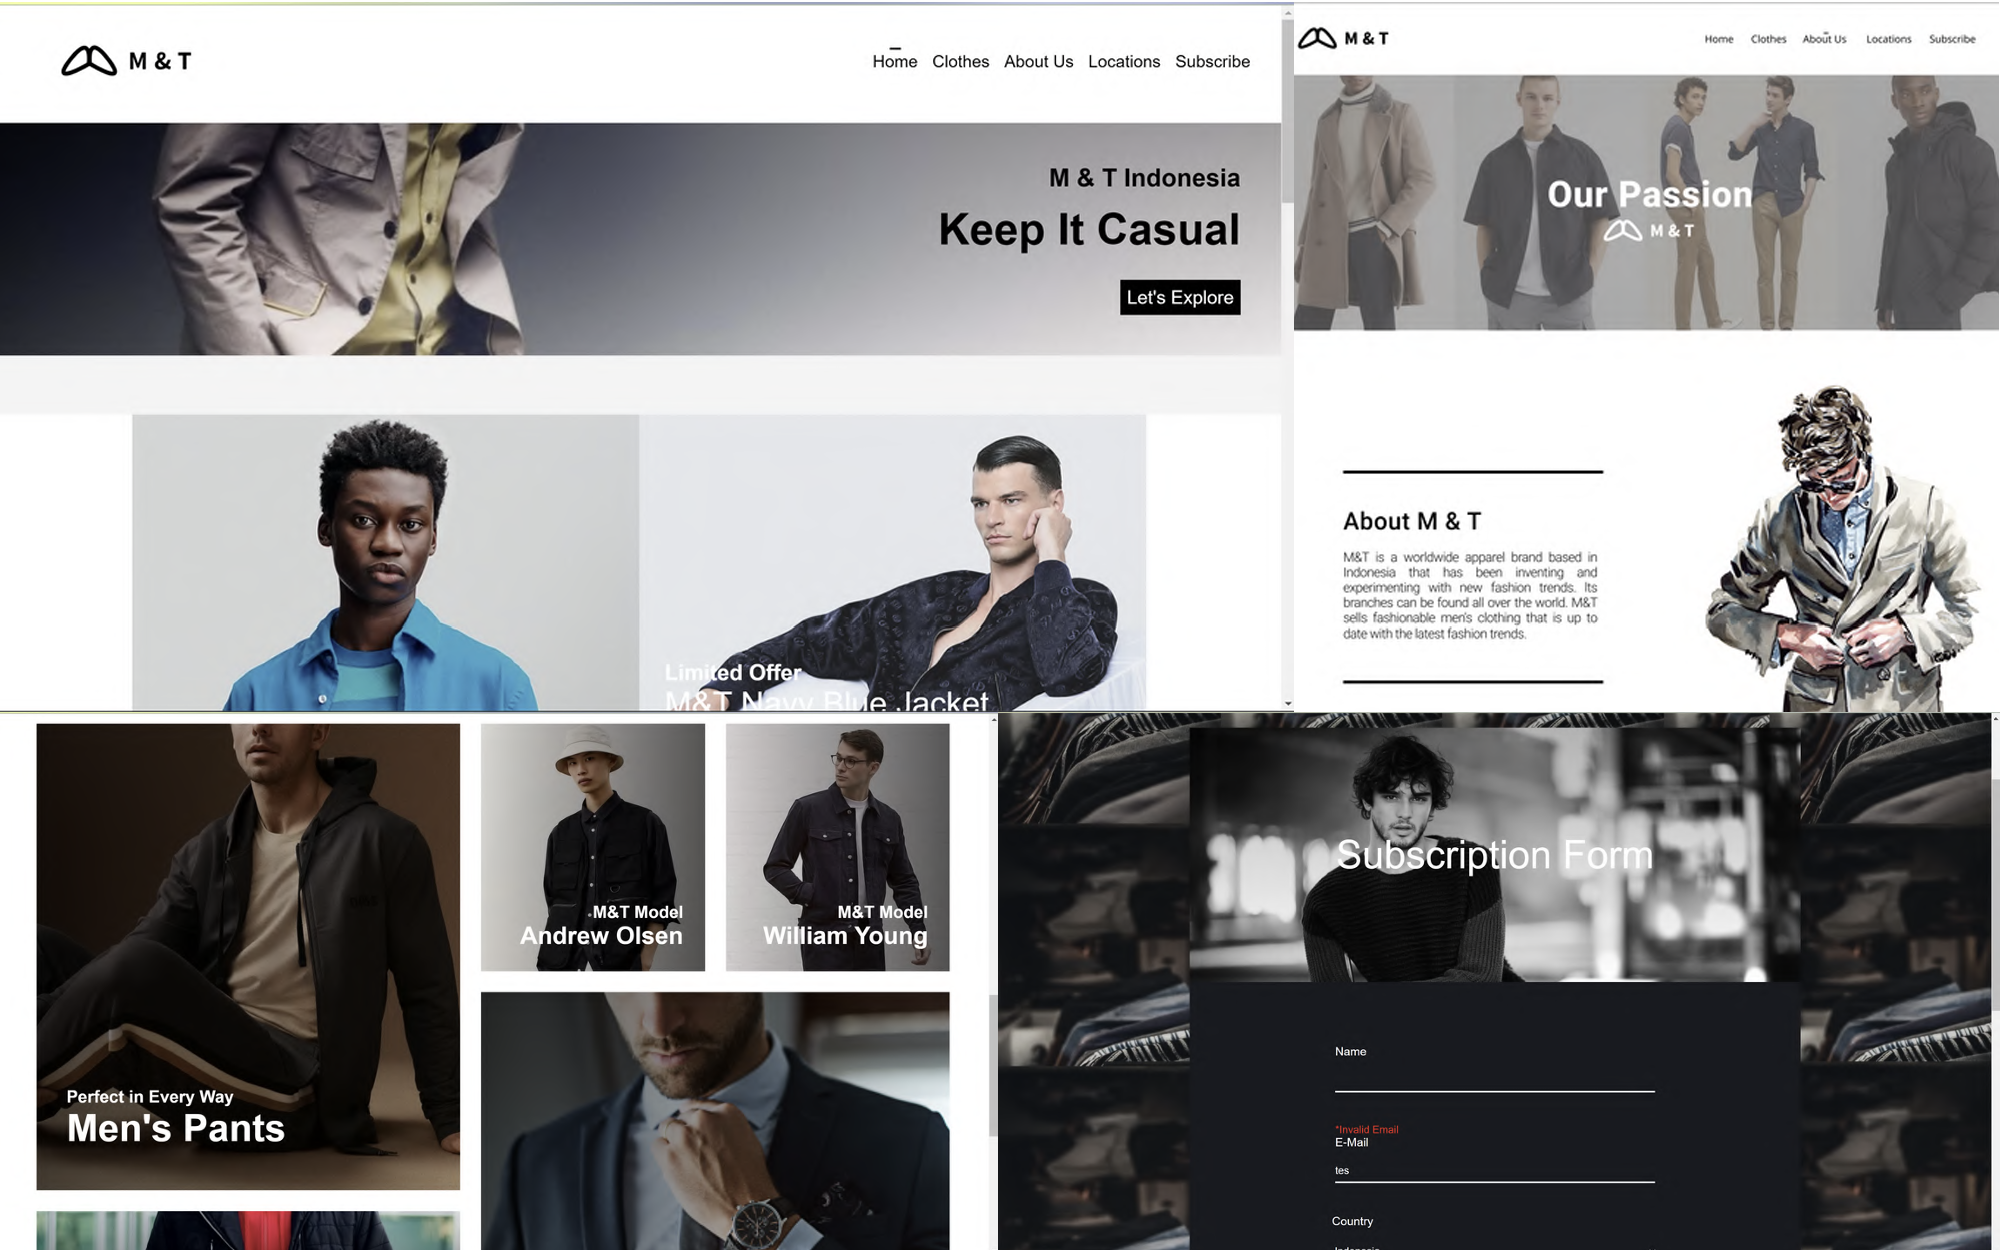 M & T
Home Clothes About Us Locations Subscribe
M & T Indonesia
Keep It Casual
Let's Explore
Limited Offer
M&T Navy Blue Jacket
M & T
Home Clothes About Us Locations Subscribe
Our Passion
M & T
About M & T
M&T is a worldwide apparel brand based in
Indonesia that has been inventing and
experimenting with new fashion trends. Its
branches can be found all over the world. M&T
sells fashionable men's clothing that is up to
date with the latest fashion trends.
Perfect in Every Way
Men's Pants
M&T Model
Andrew Olsen
M&T Model
William Young
Subscription Form
Name
*Invalid Email
E-Mail
tes
Country
Indonesia